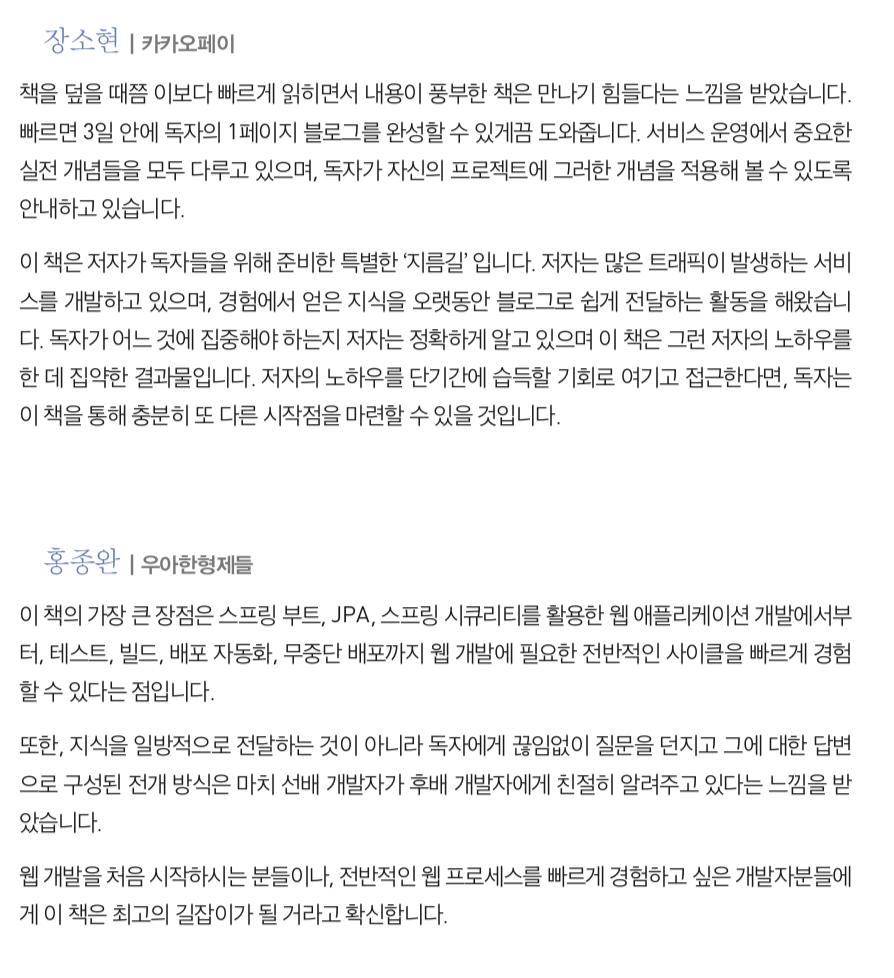 장소현 | 카카오페이
책을 덮을 때쯤 이보다 빠르게 읽히면서 내용이 풍부한 책은 만나기 힘들다는 느낌을 받았습니다.
빠르면 3일 안에 독자의 1페이지 블로그를 완성할 수 있게끔 도와줍니다. 서비스 운영에서 중요한
실전 개념들을 모두 다루고 있으며, 독자가 자신의 프로젝트에 그러한 개념을 적용해 볼 수 있도록
안내하고 있습니다.
이 책은 저자가 독자들을 위해 준비한 특별한 ‘지름길’ 입니다. 저자는 많은 트래픽이 발생하는 서비
스를 개발하고 있으며, 경험에서 얻은 지식을 오랫동안 블로그로 쉽게 전달하는 활동을 해왔습니
다. 독자가 어느 것에 집중해야 하는지 저자는 정확하게 알고 있으며 이 책은 그런 저자의 노하우를
한 데 집약한 결과물입니다. 저자의 노하우를 단기간에 습득할 기회로 여기고 접근한다면, 독자는
이 책을 통해 충분히 또 다른 시작점을 마련할 수 있을 것입니다.
홍종완 | 우아한형제들
이 책의 가장 큰 장점은 스프링 부트, JPA, 스프링 시큐리티를 활용한 웹 애플리케이션 개발에서부
터, 테스트, 빌드, 배포 자동화, 무중단 배포까지 웹 개발에 필요한 전반적인 사이클을 빠르게 경험
할 수 있다는 점입니다.
또한, 지식을 일방적으로 전달하는 것이 아니라 독자에게 끊임없이 질문을 던지고 그에 대한 답변
으로 구성된 전개 방식은 마치 선배 개발자가 후배 개발자에게 친절히 알려주고 있다는 느낌을 받
았습니다.
웹 개발을 처음 시작하시는 분들이나, 전반적인 웹 프로세스를 빠르게 경험하고 싶은 개발자분들에
게 이 책은 최고의 길잡이가 될 거라고 확신합니다.